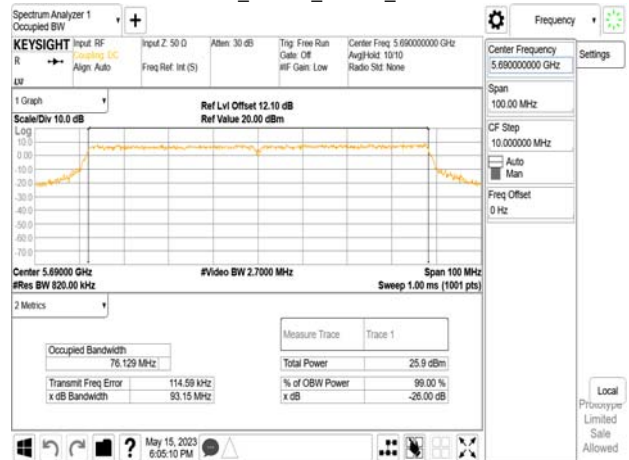 Spectrum Analyzer 1
Occupied BW
Frequency
KEYSIGHT
Input: RF
Coupling: DC
Align: Auto
Input Z: 50 Ω
Freq Ref: Int (S)
Atten: 30 dB
Trig: Free Run
Gate: Off
#IF Gain: Low
Center Freq: 5.690000000 GHz
Avg|Hold: 10/10
Radio Std: None
R
LXI
Center Frequency
5.690000000 GHz
Settings
Span
100.00 MHz
CF Step
10.000000 MHz
Auto
Man
Freq Offset
0 Hz
1 Graph
Scale/Div 10.0 dB
Ref Lvl Offset 12.10 dB
Ref Value 20.00 dBm
Log
10.0
0.00
-10.0
-20.0
-30.0
-40.0
-50.0
-60.0
-70.0
Center 5.69000 GHz
#Video BW 2.7000 MHz
Span 100 MHz
#Res BW 820.00 kHz
Sweep 1.00 ms (1001 pts)
2 Metrics
Measure Trace
Trace 1
Occupied Bandwidth
76.129 MHz
Total Power
25.9 dBm
Transmit Freq Error
114.59 kHz
% of OBW Power
99.00 %
x dB Bandwidth
93.15 MHz
x dB
-26.00 dB
Local
Prototype
Limited
Sale
Allowed
?
May 15, 2023
6:05:10 PM